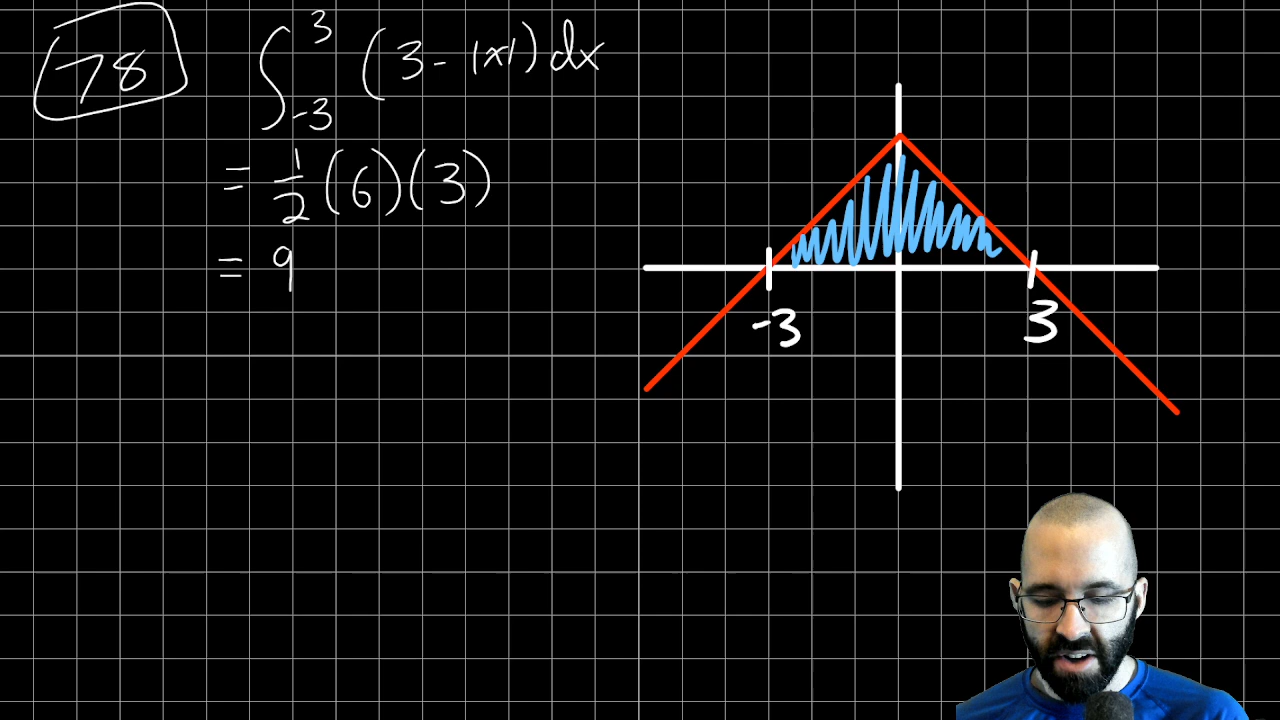 78 ∫_{-3}^{3} (3 - |x|) dx
= 1/2 (6)(3)
= 9
-3 3